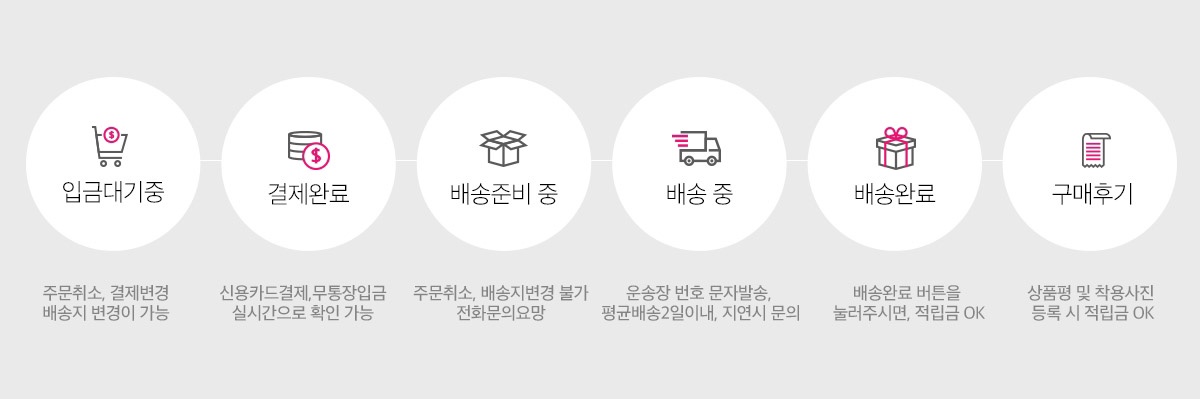 입금대기중
결제완료
배송준비 중
배송 중
배송완료
구매후기
주문취소, 결제변경
배송지 변경이 가능
신용카드결제,무통장입금
실시간으로 확인 가능
주문취소, 배송지변경 불가
전화문의요망
운송장 번호 문자발송,
평균배송2일이내, 지연시 문의
배송완료 버튼을
눌러주시면, 적립금 OK
상품평 및 착용사진
등록 시 적립금 OK